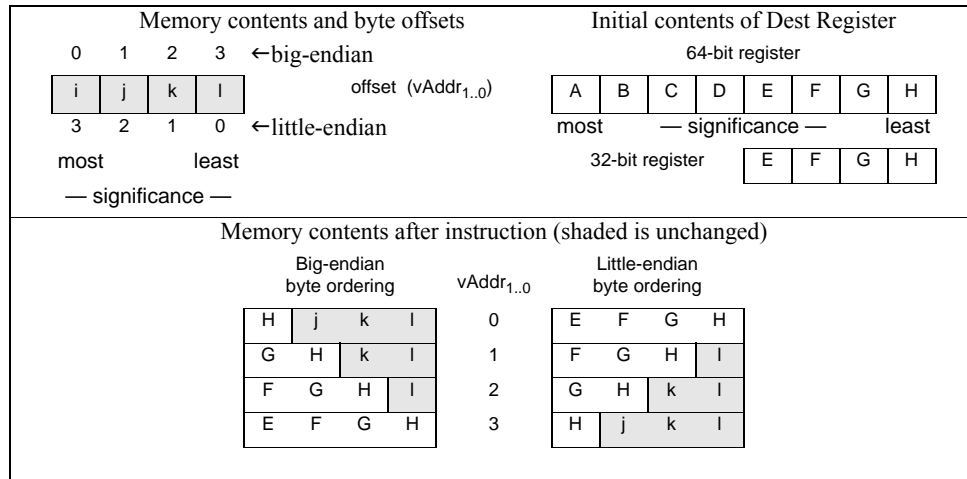 Memory contents and byte offsets
0 1 2 3 ←big-endian
i j k l offset (vAddr1..0)
3 2 1 0 ←little-endian
most least
— significance —
Initial contents of Dest Register
64-bit register
A B C D E F G H
most — significance — least
32-bit register E F G H
Memory contents after instruction (shaded is unchanged)
Big-endian
byte ordering
vAddr1..0
Little-endian
byte ordering
H j k l 0 E F G H
G H k l 1 F G H l
F G H l 2 G H k l
E F G H 3 H j k l